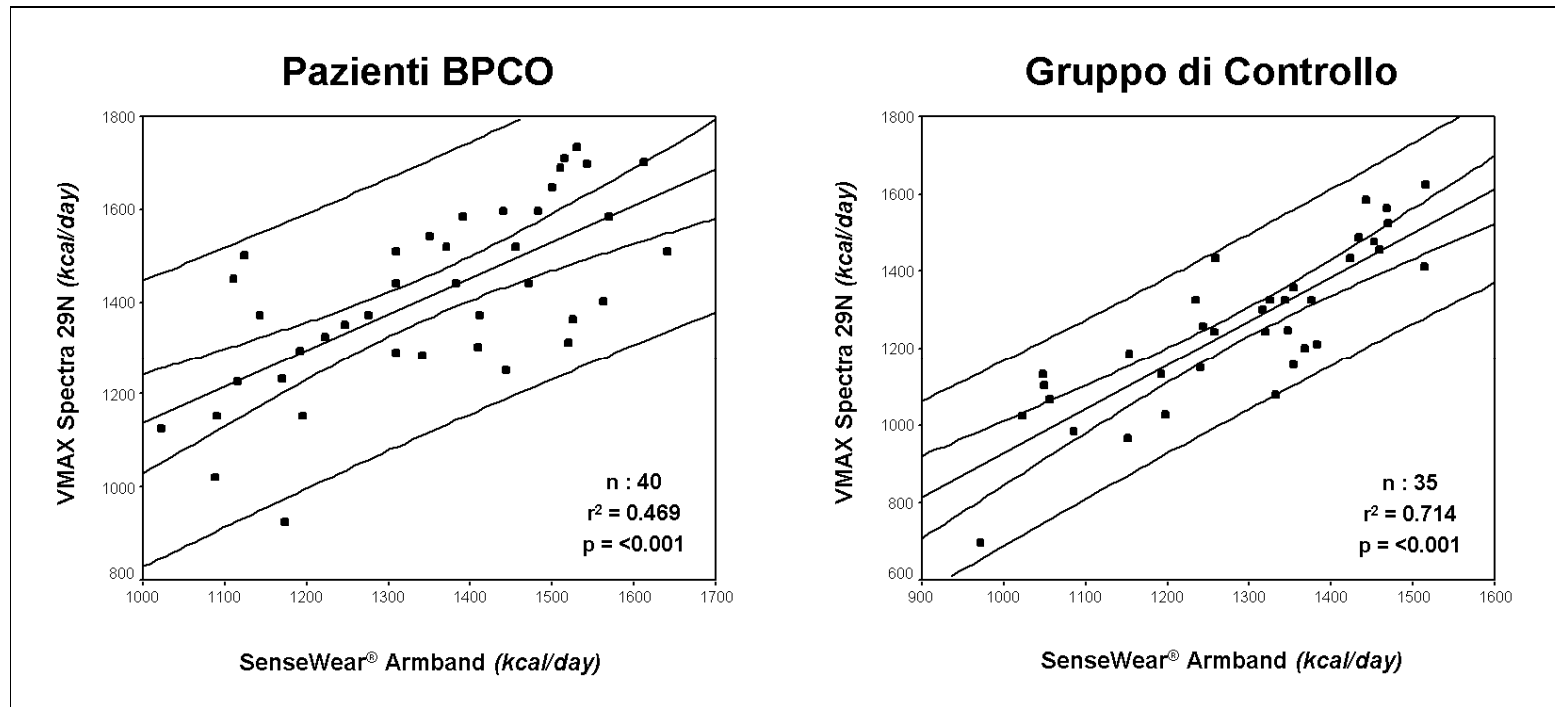 Pazienti BPCO
VMAX Spectra 29N (kcal/day)
1800
1600
1400
1200
1000
800
1000 1100 1200 1300 1400 1500 1600 1700
n : 40
r² = 0.469
p = <0.001
SenseWear® Armband (kcal/day)
Gruppo di Controllo
VMAX Spectra 29N (kcal/day)
1800
1600
1400
1200
1000
800
600
900 1000 1100 1200 1300 1400 1500 1600
n : 35
r² = 0.714
p = <0.001
SenseWear® Armband (kcal/day)